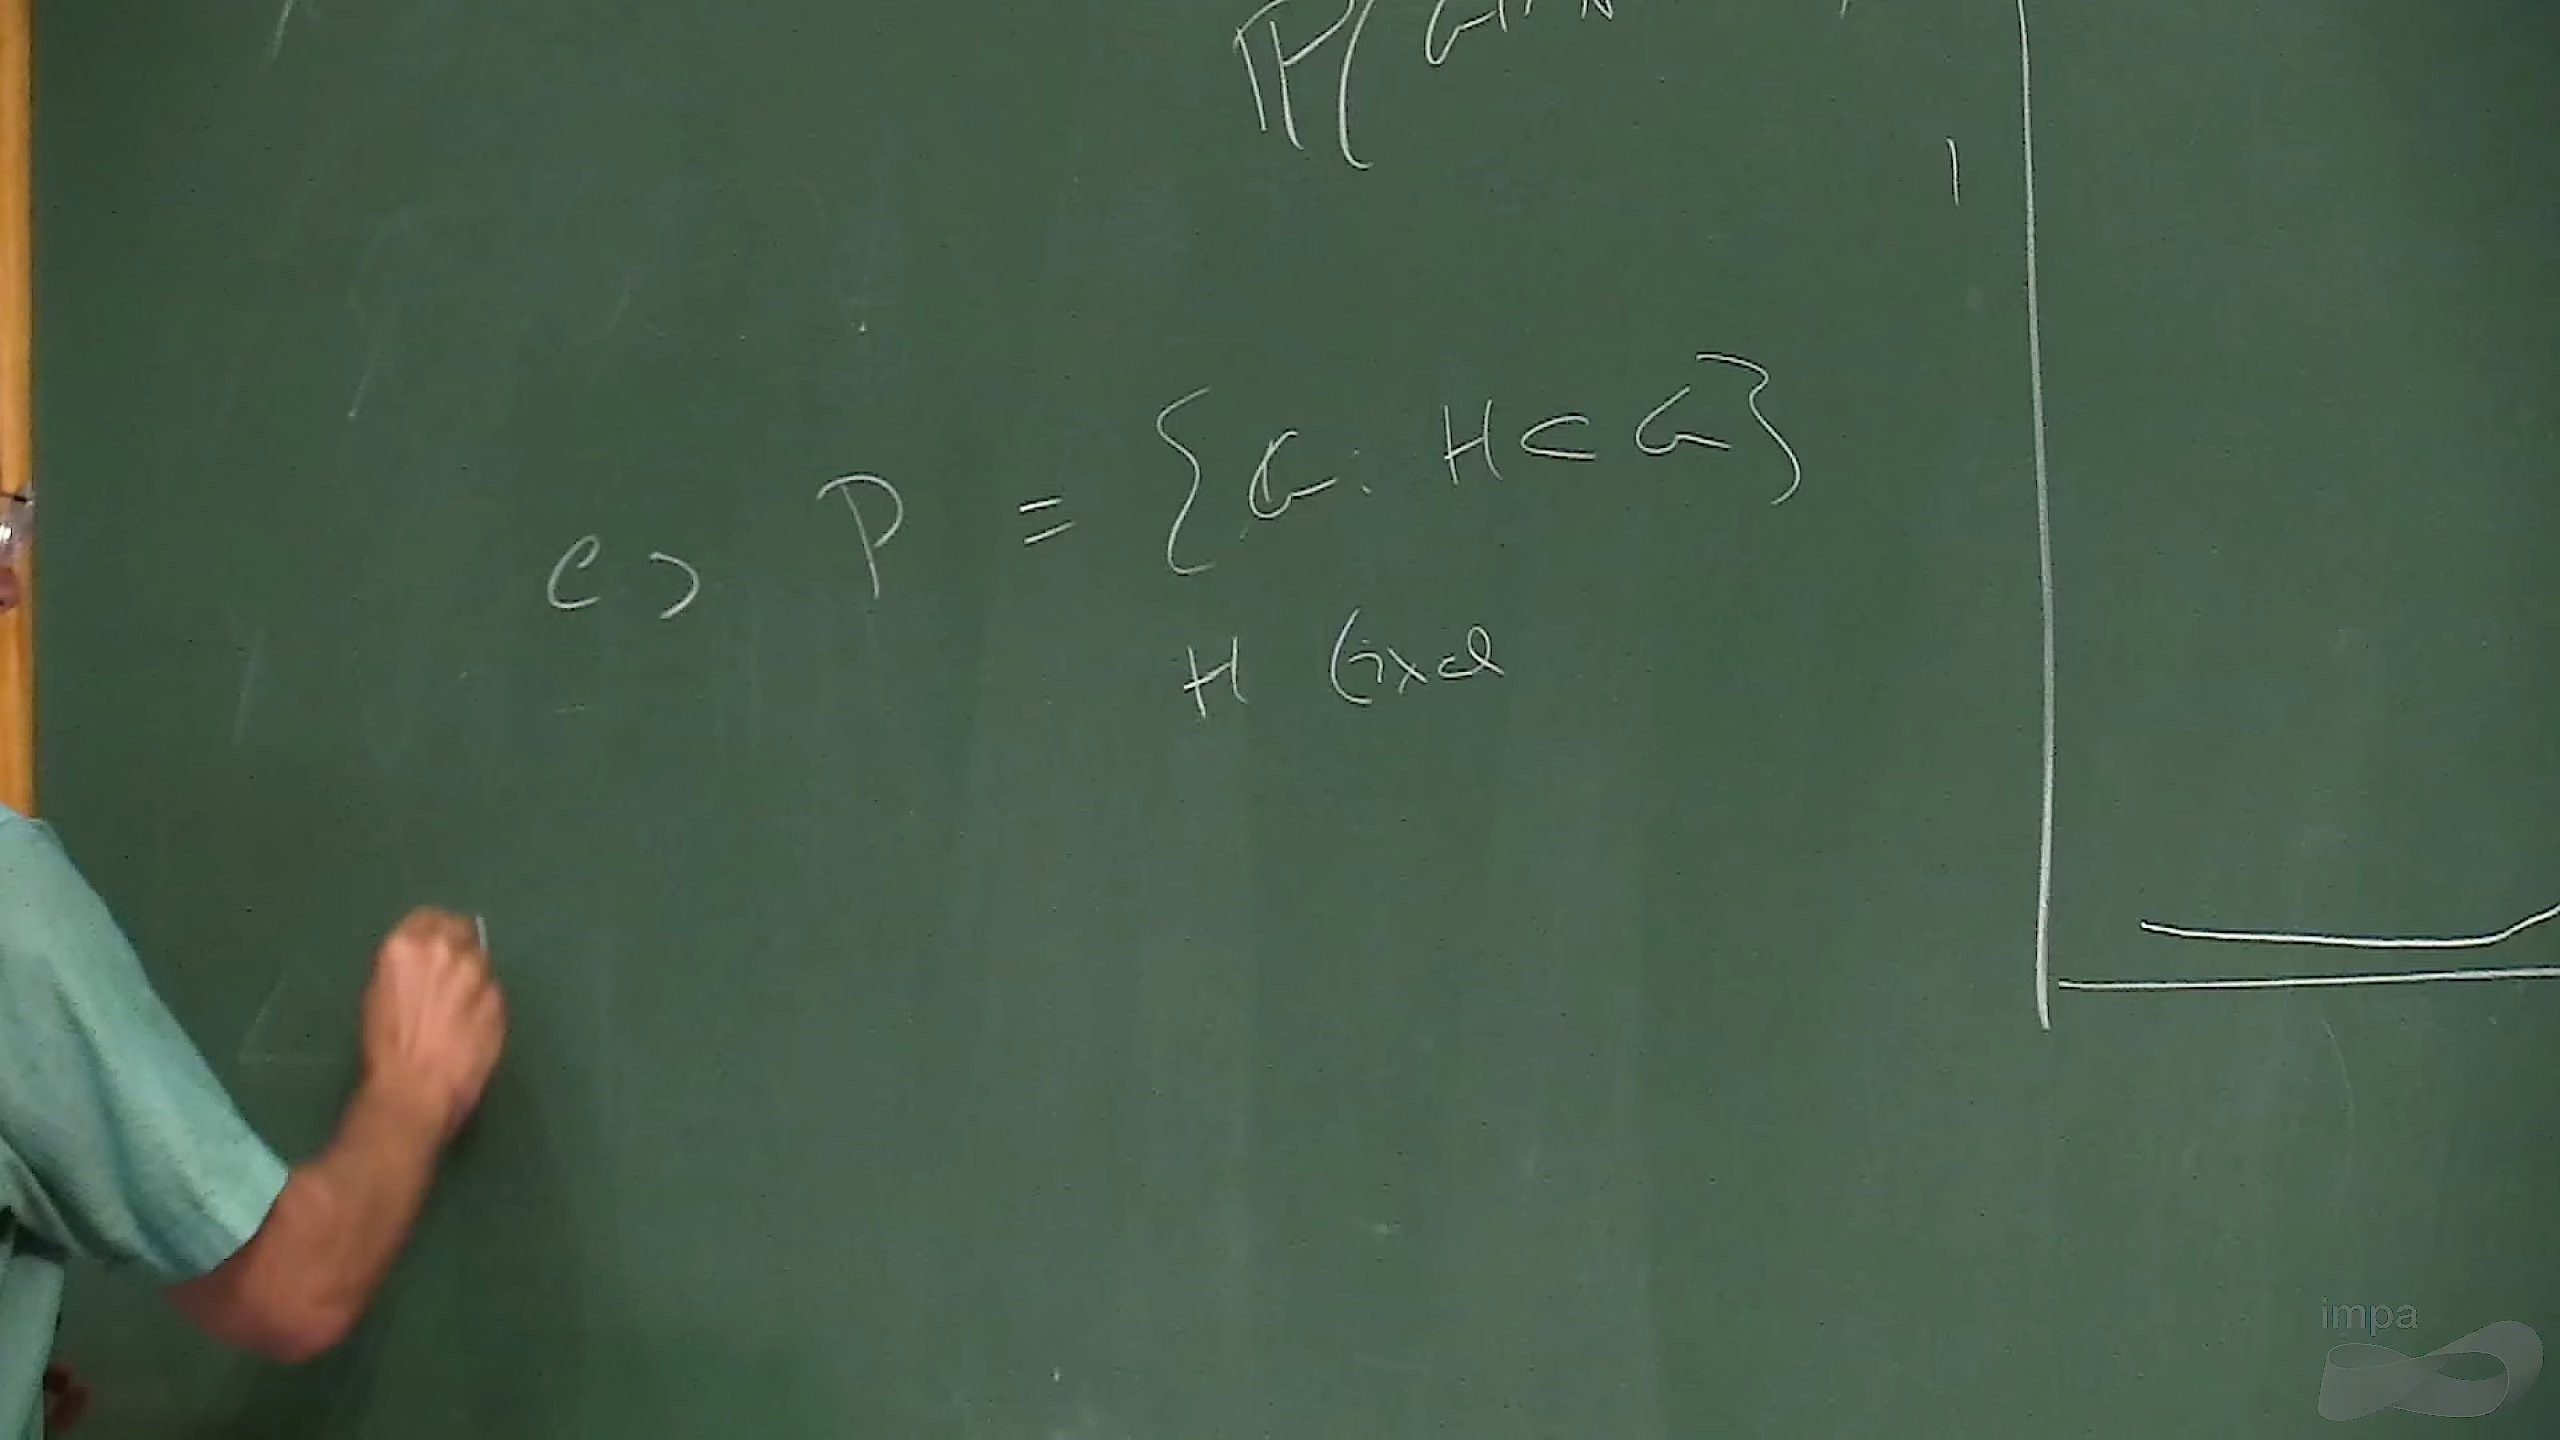 P(
c) P = {G: H ⊂ G}
H fixed
impa